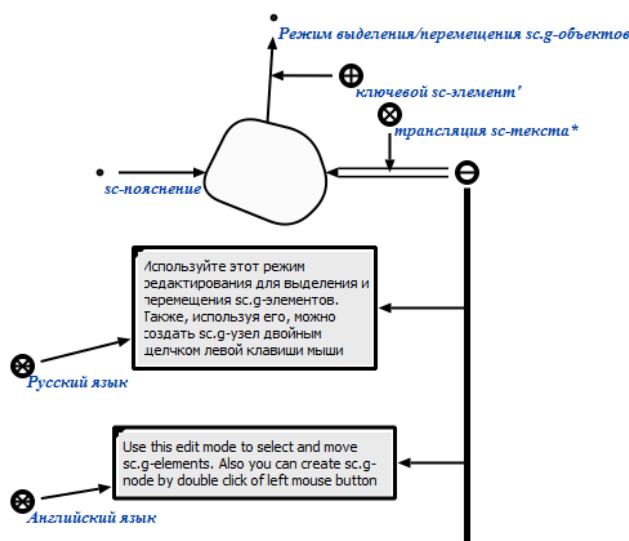 Режим выделения/перемещения sc.g-объектов
ключевой sc-элемент'
трансляция sc-текста*
sc-пояснение
Используйте этот режим
редактирования для выделения и
перемещения sc.g-элементов.
Также, используя его, можно
создать sc.g-узел двойным
щелчком левой клавиши мыши
Русский язык
Use this edit mode to select and move
sc.g-elements. Also you can create sc.g-
node by double click of left mouse button
Английский язык